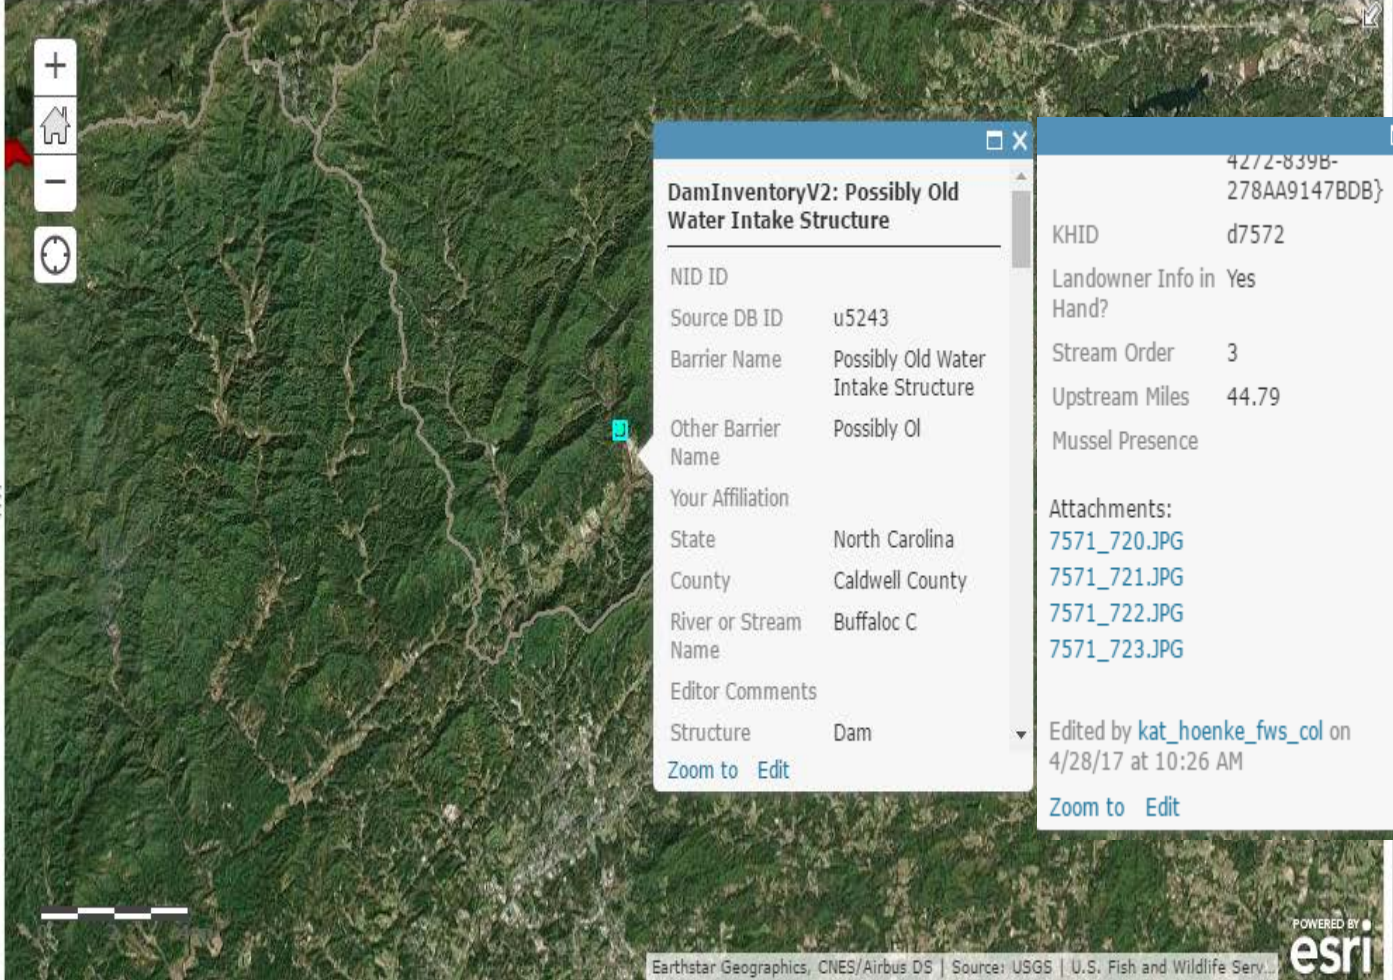 +
−
DamInventoryV2: Possibly Old
Water Intake Structure
NID ID
Source DB ID u5243
Barrier Name Possibly Old Water
Intake Structure
Other Barrier Possibly Ol
Name
Your Affiliation
State North Carolina
County Caldwell County
River or Stream Buffaloc C
Name
Editor Comments
Structure Dam
Zoom to Edit
4272-839B-
278AA9147BDB}
KHID d7572
Landowner Info in Yes
Hand?
Stream Order 3
Upstream Miles 44.79
Mussel Presence
Attachments:
7571_720.JPG
7571_721.JPG
7571_722.JPG
7571_723.JPG
Edited by kat_hoenke_fws_col on
4/28/17 at 10:26 AM
Zoom to Edit
POWERED BY
esri
Earthstar Geographics, CNES/Airbus DS | Source: USGS | U.S. Fish and Wildlife Serv...